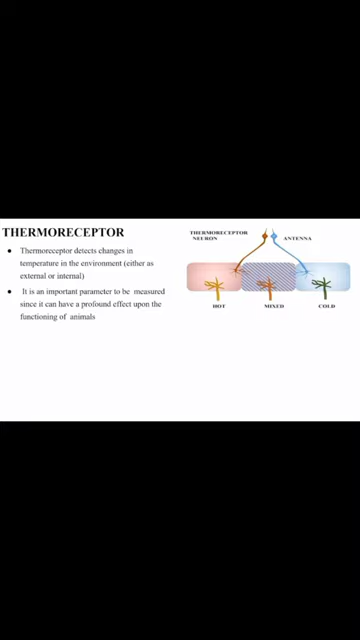 THERMORECEPTOR
● Thermoreceptor detects changes in
temperature in the environment (either as
external or internal)
● It is an important parameter to be measured
since it can have a profound effect upon the
functioning of animals
THERMORECEPTOR
NEURON
ANTENNA
HOT
MIXED
COLD